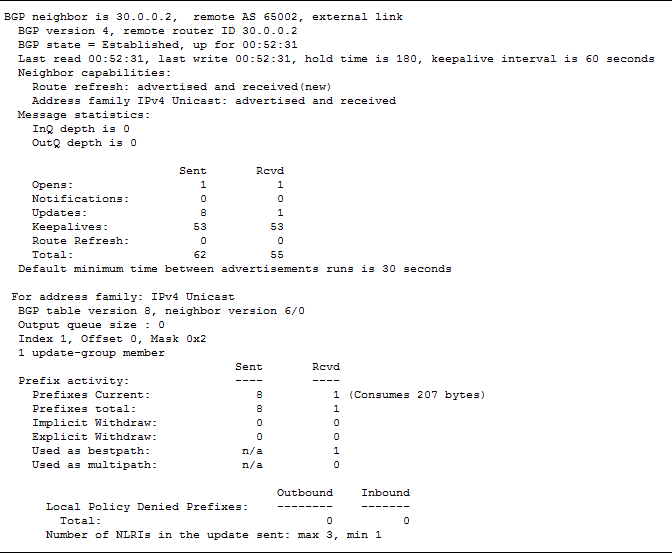 BGP neighbor is 30.0.0.2,  remote AS 65002, external link
  BGP version 4, remote router ID 30.0.0.2
  BGP state = Established, up for 00:52:31
  Last read 00:52:31, last write 00:52:31, hold time is 180, keepalive interval is 60 seconds
  Neighbor capabilities:
    Route refresh: advertised and received(new)
    Address family IPv4 Unicast: advertised and received
  Message statistics:
    InQ depth is 0
    OutQ depth is 0
                         Sent       Rcvd
    Opens:                  1          1
    Notifications:          0          0
    Updates:                8          1
    Keepalives:            53         53
    Route Refresh:          0          0
    Total:                 62         55
  Default minimum time between advertisements runs is 30 seconds
 For address family: IPv4 Unicast
  BGP table version 8, neighbor version 6/0
  Output queue size : 0
  Index 1, Offset 0, Mask 0x2
  1 update-group member
                                 Sent       Rcvd
  Prefix activity:               ----       ----
    Prefixes Current:               8          1 (Consumes 207 bytes)
    Prefixes total:                 8          1
    Implicit Withdraw:              0          0
    Explicit Withdraw:              0          0
    Used as bestpath:             n/a          1
    Used as multipath:            n/a          0
                                       Outbound    Inbound
      Local Policy Denied Prefixes:    --------    -------
        Total:                                0          0
      Number of NLRIs in the update sent: max 3, min 1